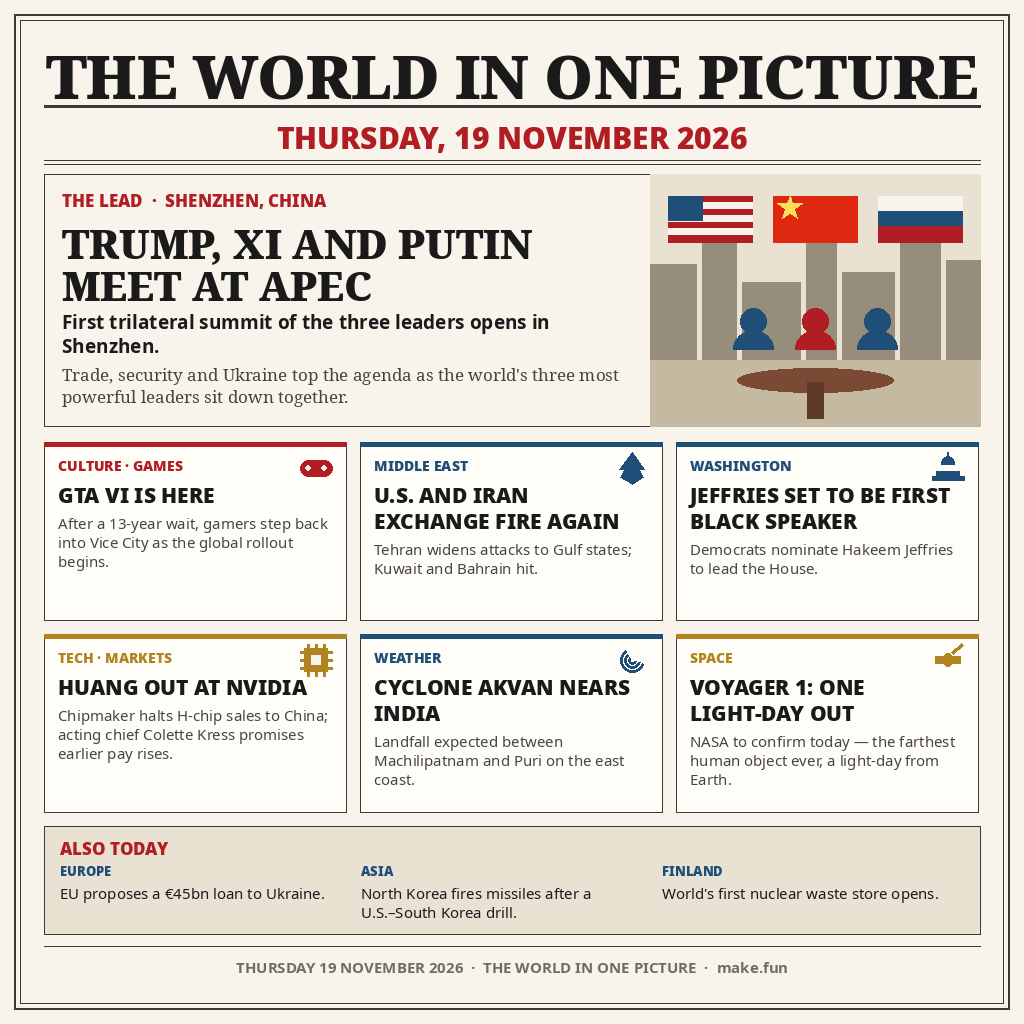 THE WORLD IN ONE PICTURE
THURSDAY, 19 NOVEMBER 2026
THE LEAD · SHENZHEN, CHINA
TRUMP, XI AND PUTIN
MEET AT APEC
First trilateral summit of the three leaders opens in
Shenzhen.
Trade, security and Ukraine top the agenda as the world's three most
powerful leaders sit down together.
CULTURE · GAMES
GTA VI IS HERE
After a 13-year wait, gamers step back
into Vice City as the global rollout
begins.
MIDDLE EAST
U.S. AND IRAN
EXCHANGE FIRE AGAIN
Tehran widens attacks to Gulf states;
Kuwait and Bahrain hit.
WASHINGTON
JEFFRIES SET TO BE FIRST
BLACK SPEAKER
Democrats nominate Hakeem Jeffries
to lead the House.
TECH · MARKETS
HUANG OUT AT NVIDIA
Chipmaker halts H-chip sales to China;
acting chief Colette Kress promises
earlier pay rises.
WEATHER
CYCLONE AKVAN NEARS
INDIA
Landfall expected between
Machilipatnam and Puri on the east
coast.
SPACE
VOYAGER 1: ONE
LIGHT-DAY OUT
NASA to confirm today — the farthest
human object ever, a light-day from
Earth.
ALSO TODAY
EUROPE
EU proposes a €45bn loan to Ukraine.
ASIA
North Korea fires missiles after a
U.S.–South Korea drill.
FINLAND
World's first nuclear waste store opens.
THURSDAY 19 NOVEMBER 2026 · THE WORLD IN ONE PICTURE · make.fun